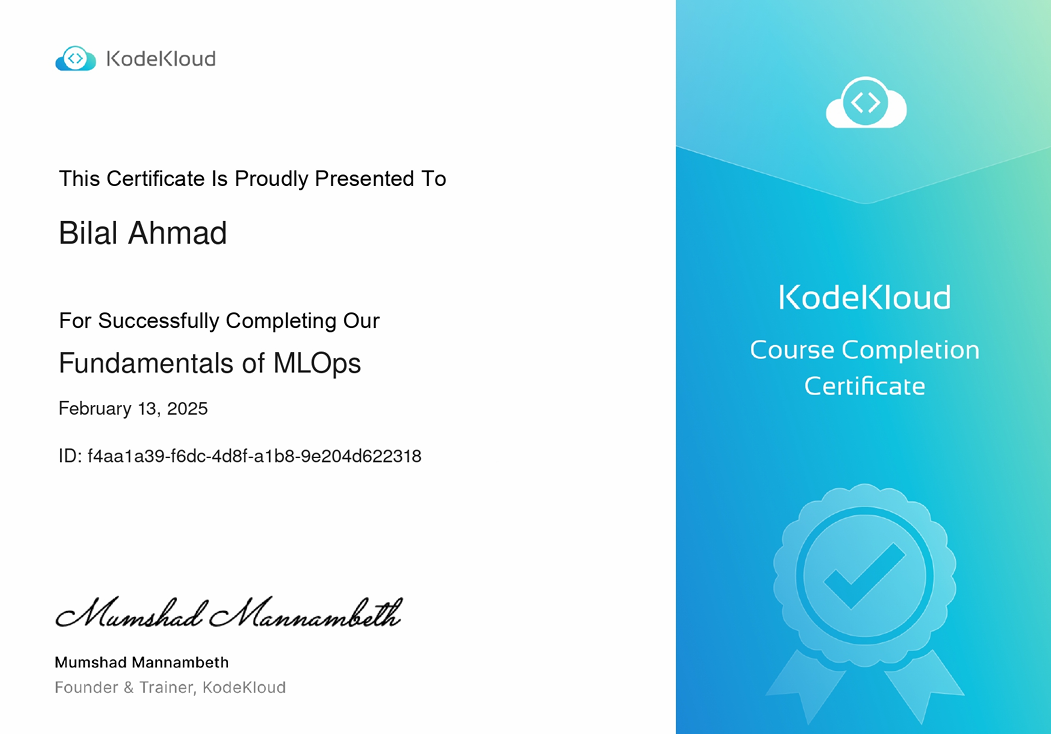 KodeKloud
This Certificate Is Proudly Presented To
Bilal Ahmad
For Successfully Completing Our
Fundamentals of MLOps
February 13, 2025
ID: f4aa1a39-f6dc-4d8f-a1b8-9e204d622318
Mumshad Mannambeth
Mumshad Mannambeth
Founder & Trainer, KodeKloud
KodeKloud
Course Completion
Certificate